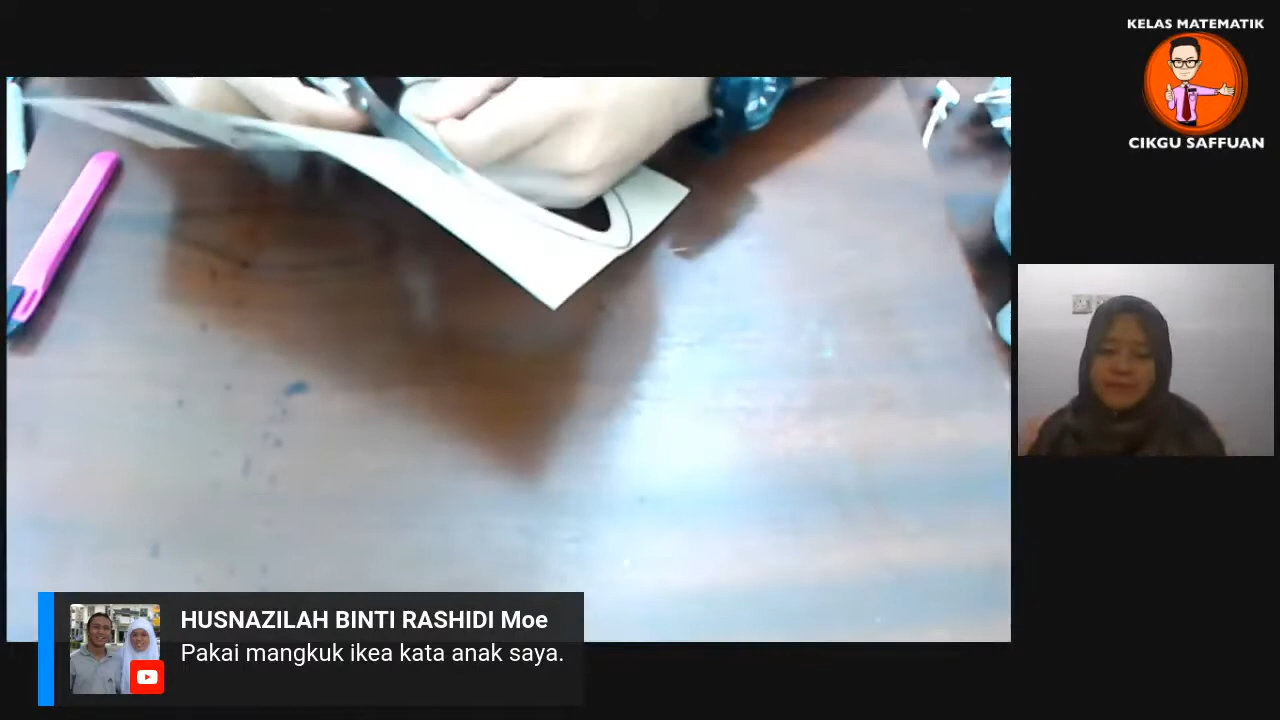 KELAS MATEMATIK
CIKGU SAFFUAN
HUSNAZILAH BINTI RASHIDI Moe
Pakai mangkuk ikea kata anak saya.